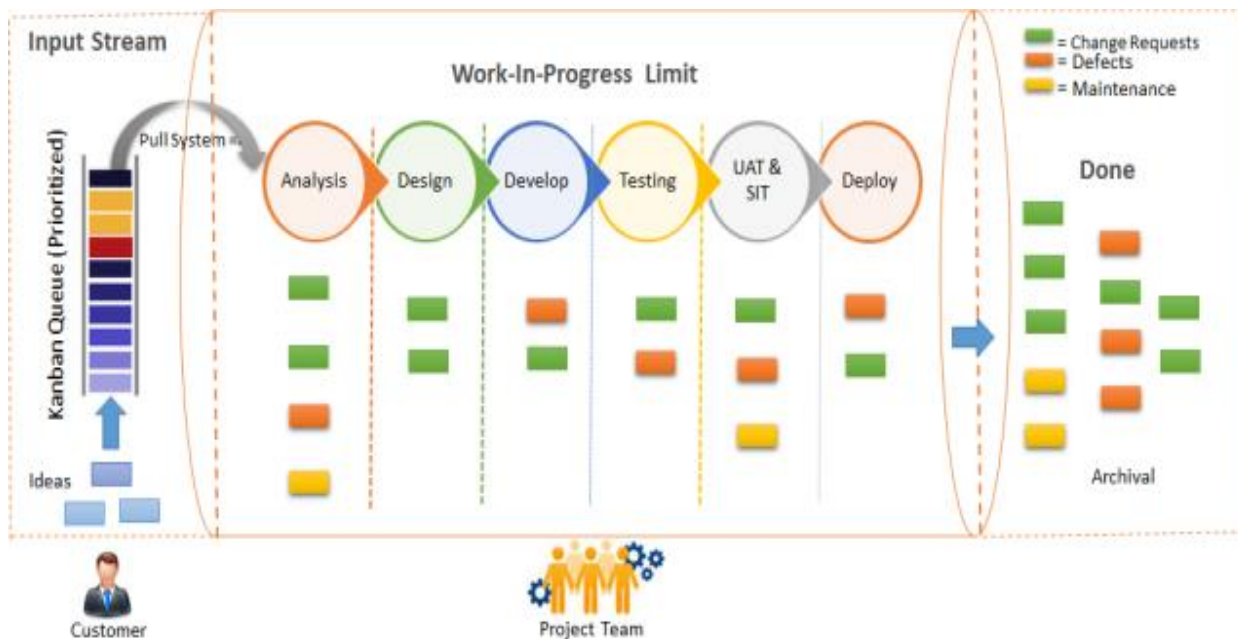 Input Stream
Work-In-Progress Limit
= Change Requests
= Defects
= Maintenance
Pull System
Kanban Queue (Prioritized)
Analysis
Design
Develop
Testing
UAT &
SIT
Deploy
Done
Ideas
Archival
Customer
Project Team